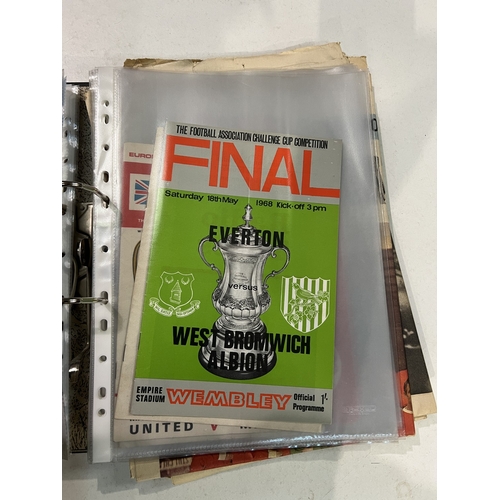 EUROP
THE FOOTBALL ASSOCIATION CHALLENGE CUP COMPETITION
FINAL
Saturday 18th May 1968 Kick-off 3 pm
EVERTON
versus
WEST BROMWICH
ALBION
EMPIRE
STADIUM
WEMBLEY
Official
Programme
1/-
UNITED V